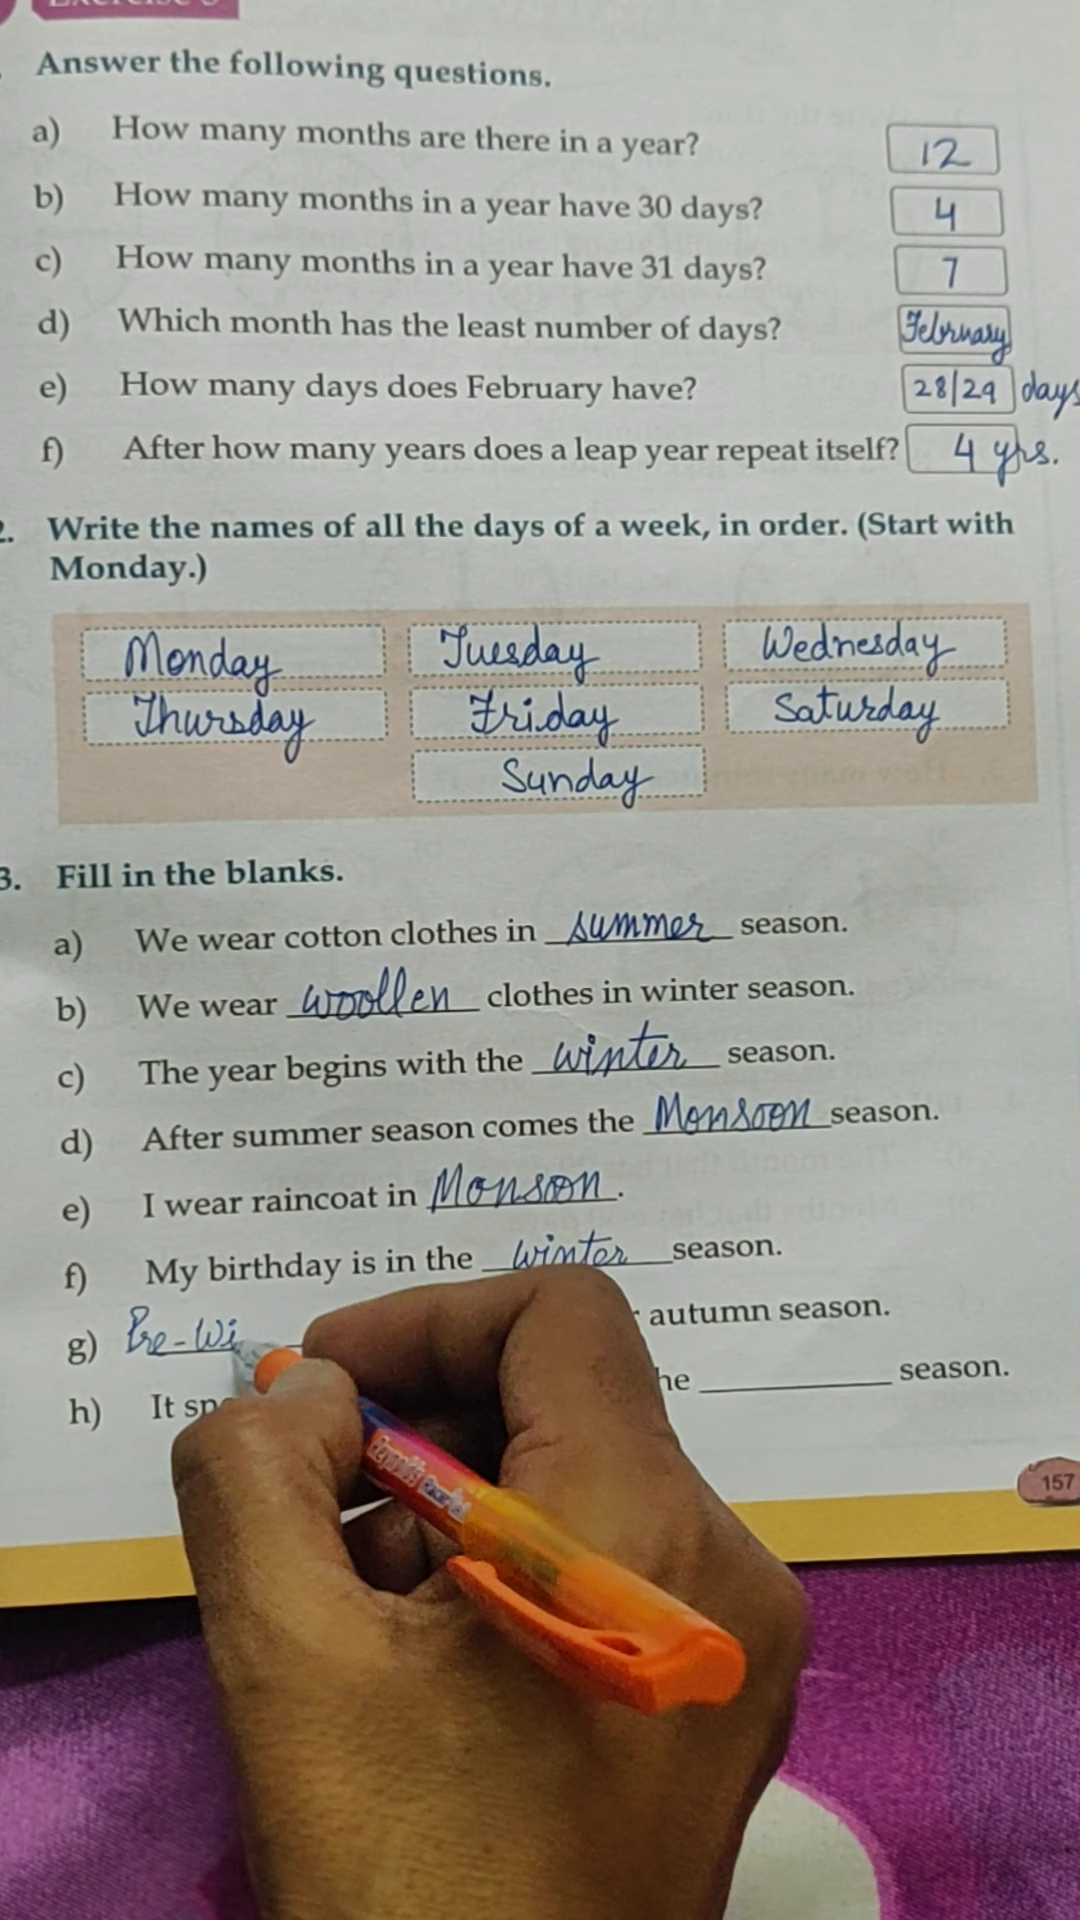 Answer the following questions.
a) How many months are there in a year? 12
b) How many months in a year have 30 days? 4
c) How many months in a year have 31 days? 7
d) Which month has the least number of days? February
e) How many days does February have? 28/29 days
f) After how many years does a leap year repeat itself? 4 yrs.
2. Write the names of all the days of a week, in order. (Start with
Monday.)
Monday Tuesday Wednesday
Thursday Friday Saturday
Sunday
3. Fill in the blanks.
a) We wear cotton clothes in summer season.
b) We wear woollen clothes in winter season.
c) The year begins with the winter season.
d) After summer season comes the Monsoon season.
e) I wear raincoat in Monsoon.
f) My birthday is in the winter season.
g) Pre-Wi autumn season.
h) It season.
157
Reynolds